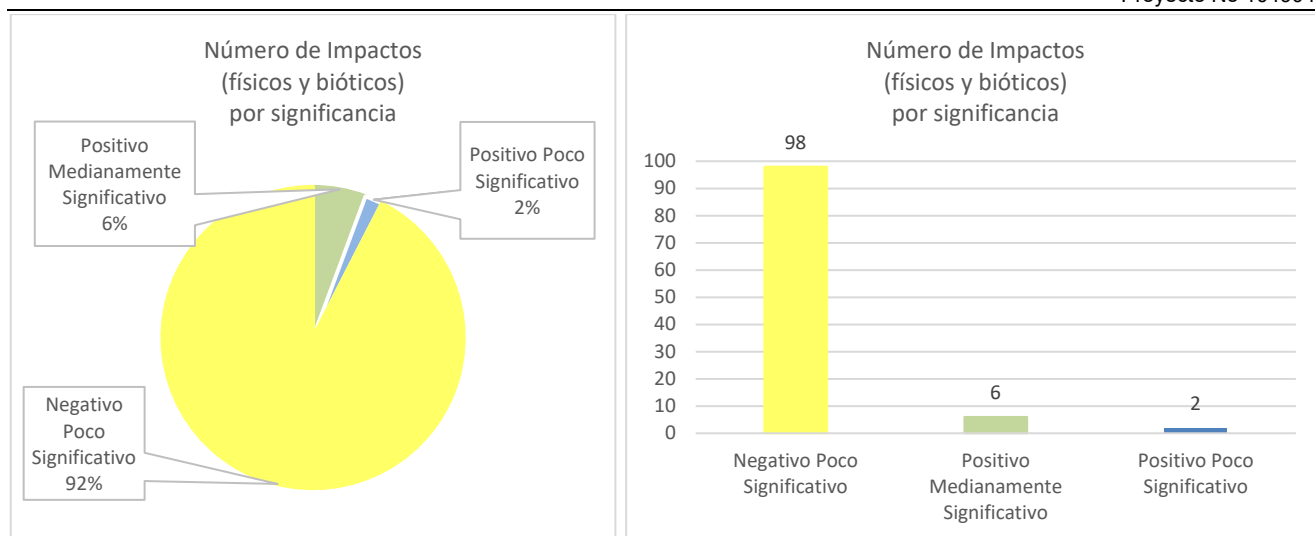 Número de Impactos
(físicos y bióticos)
por significancia
Positivo
Medianamente
Significativo
6%
Positivo Poco
Significativo
2%
Negativo
Poco
Significativo
92%
Número de Impactos
(físicos y bióticos)
por significancia
98
100
90
80
70
60
50
40
30
20
10
0
6
2
Negativo Poco
Significativo
Positivo
Medianamente
Significativo
Positivo Poco
Significativo